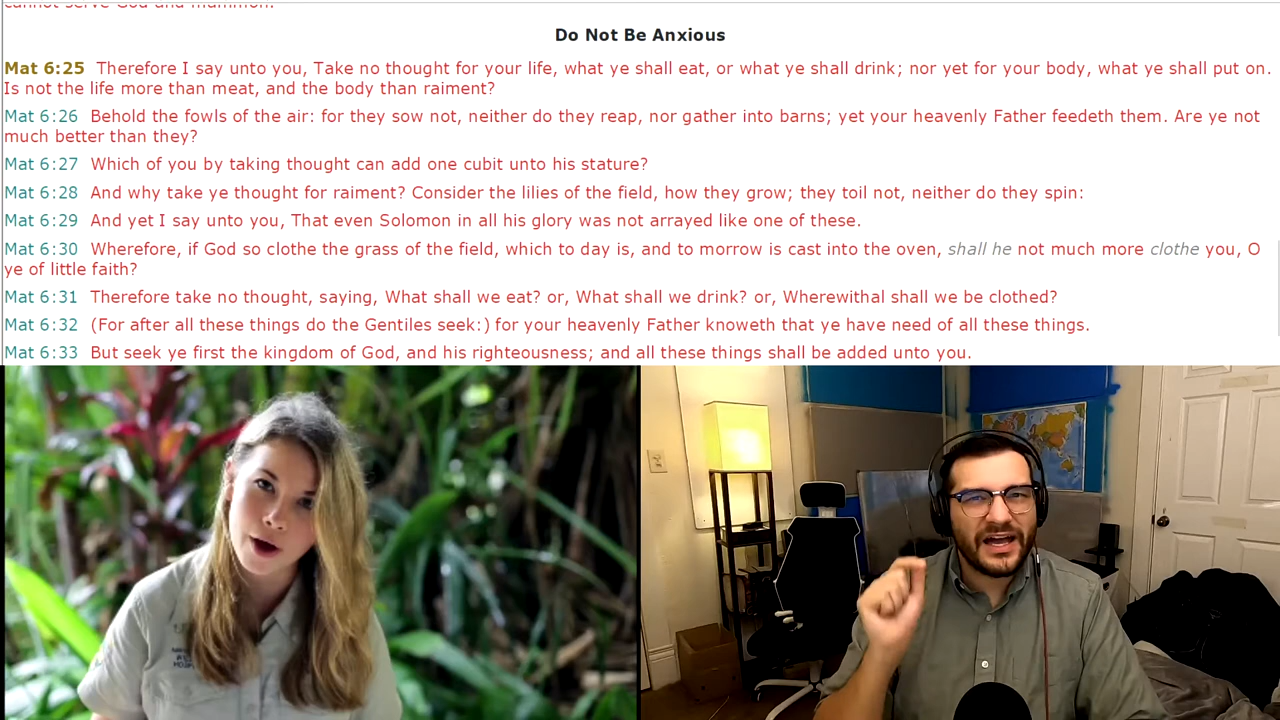 cannot serve God and mammon.
Do Not Be Anxious
Mat 6:25 Therefore I say unto you, Take no thought for your life, what ye shall eat, or what ye shall drink; nor yet for your body, what ye shall put on.
Is not the life more than meat, and the body than raiment?
Mat 6:26 Behold the fowls of the air: for they sow not, neither do they reap, nor gather into barns; yet your heavenly Father feedeth them. Are ye not
much better than they?
Mat 6:27 Which of you by taking thought can add one cubit unto his stature?
Mat 6:28 And why take ye thought for raiment? Consider the lilies of the field, how they grow; they toil not, neither do they spin:
Mat 6:29 And yet I say unto you, That even Solomon in all his glory was not arrayed like one of these.
Mat 6:30 Wherefore, if God so clothe the grass of the field, which to day is, and to morrow is cast into the oven, shall he not much more clothe you, O
ye of little faith?
Mat 6:31 Therefore take no thought, saying, What shall we eat? or, What shall we drink? or, Wherewithal shall we be clothed?
Mat 6:32 (For after all these things do the Gentiles seek:) for your heavenly Father knoweth that ye have need of all these things.
Mat 6:33 But seek ye first the kingdom of God, and his righteousness; and all these things shall be added unto you.